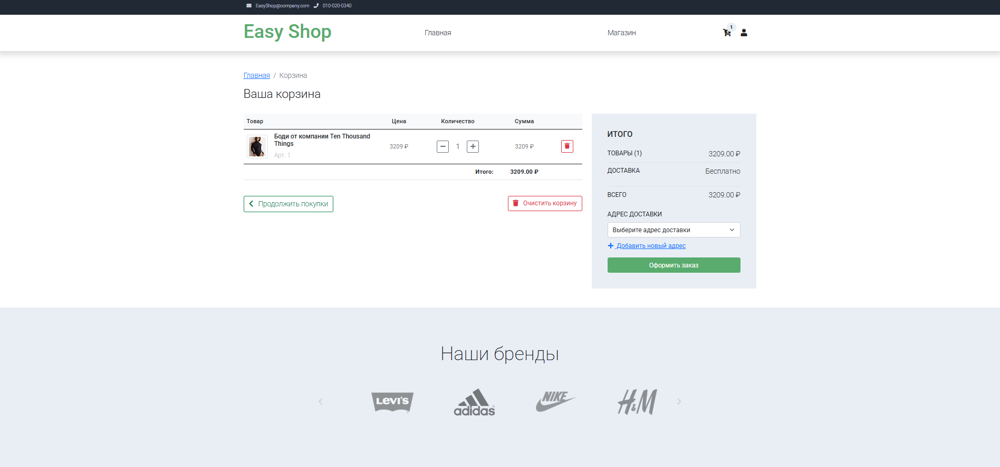 EasyShop@company.com 010-020-0340
Easy Shop
Главная
Магазин
1
Главная / Корзина
Ваша корзина
Товар Цена Количество Сумма
Боди от компании Ten Thousand
Things
Арт. 1
3209 ₽ 1 3209 ₽
Итого: 3209.00 ₽
Продолжить покупки
Очистить корзину
ИТОГО
ТОВАРЫ (1) 3209.00 ₽
ДОСТАВКА Бесплатно
ВСЕГО 3209.00 ₽
АДРЕС ДОСТАВКИ
Выберите адрес доставки
Добавить новый адрес
Оформить заказ
Наши бренды
LEVI'S
adidas
NIKE
H&M